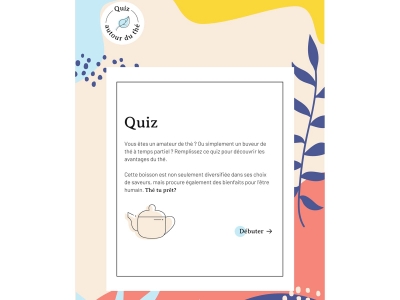 Quiz
autour du thé
Quiz
Vous êtes un amateur de thé ? Ou simplement un buveur de
thé à temps partiel ? Remplissez ce quiz pour découvrir les
avantages du thé.
Cette boisson est non seulement diversifiée dans ses choix
de saveurs, mais procure également des bienfaits pour l'être
humain. Thé tu prêt?
Débuter →